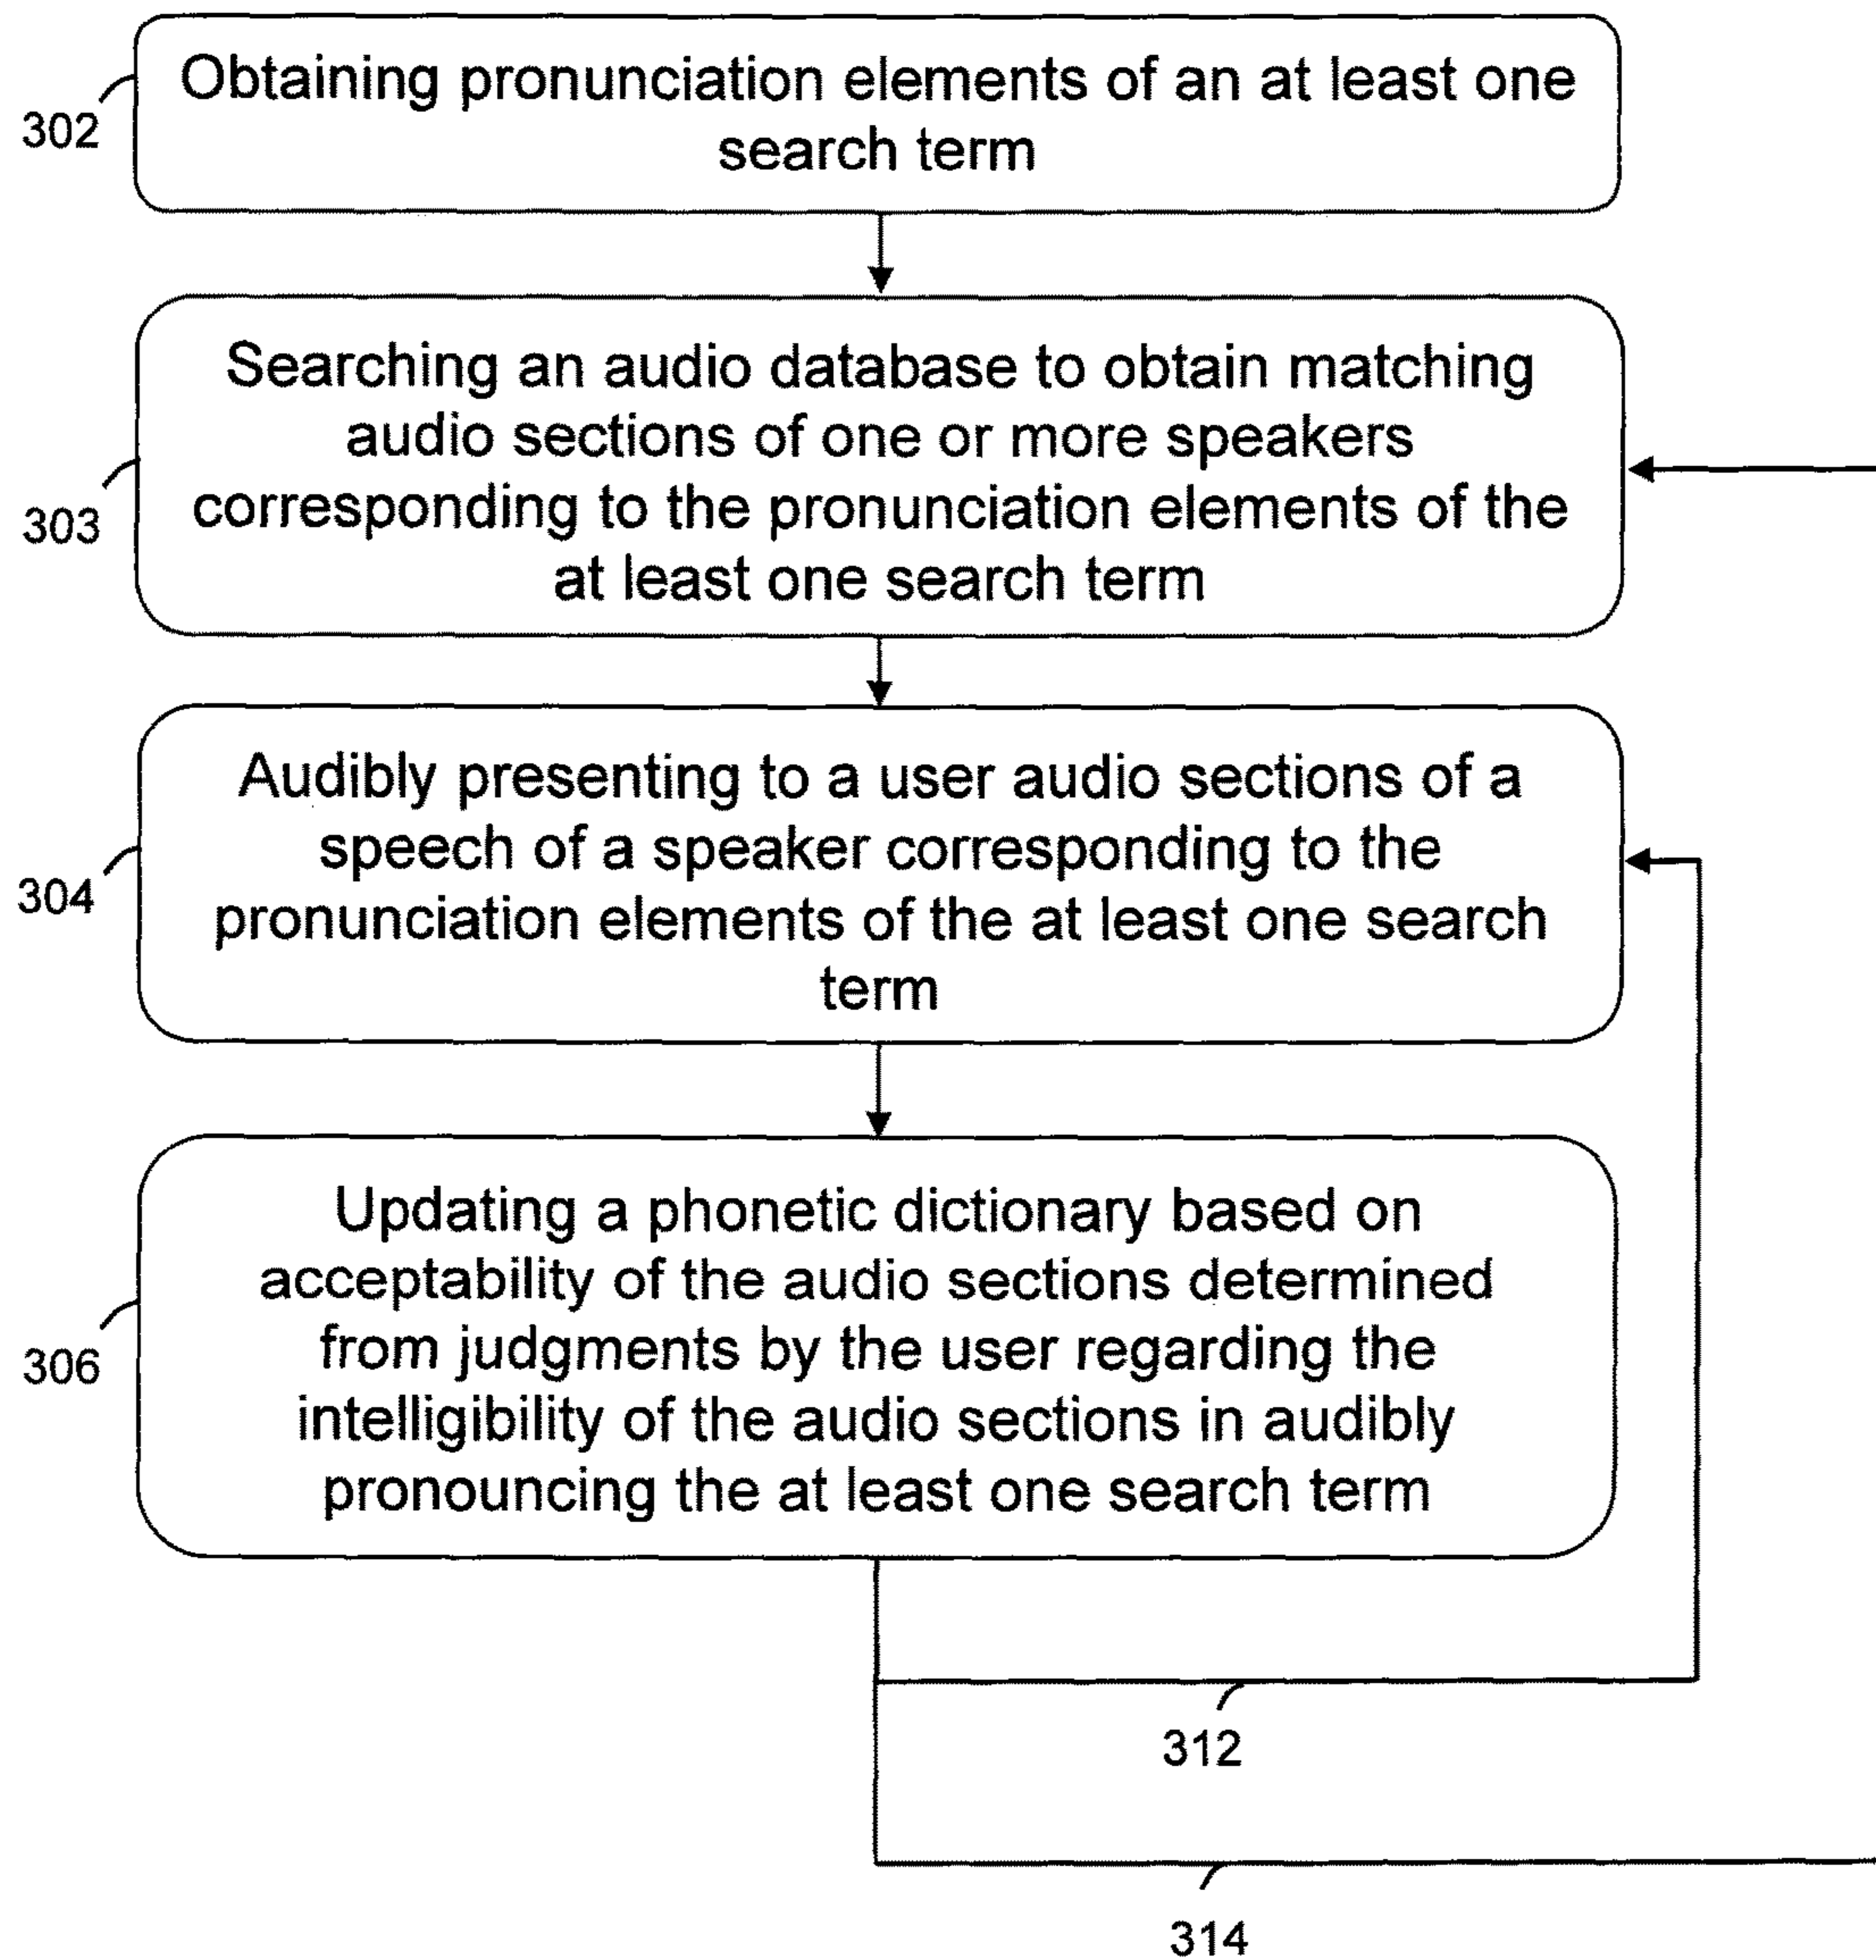 Obtaining pronunciation elements of an at least one
search term
302
Searching an audio database to obtain matching
audio sections of one or more speakers
corresponding to the pronunciation elements of the
at least one search term
303
Audibly presenting to a user audio sections of a
speech of a speaker corresponding to the
pronunciation elements of the at least one search
term
304
Updating a phonetic dictionary based on
acceptability of the audio sections determined
from judgments by the user regarding the
intelligibility of the audio sections in audibly
pronouncing the at least one search term
306
312
314